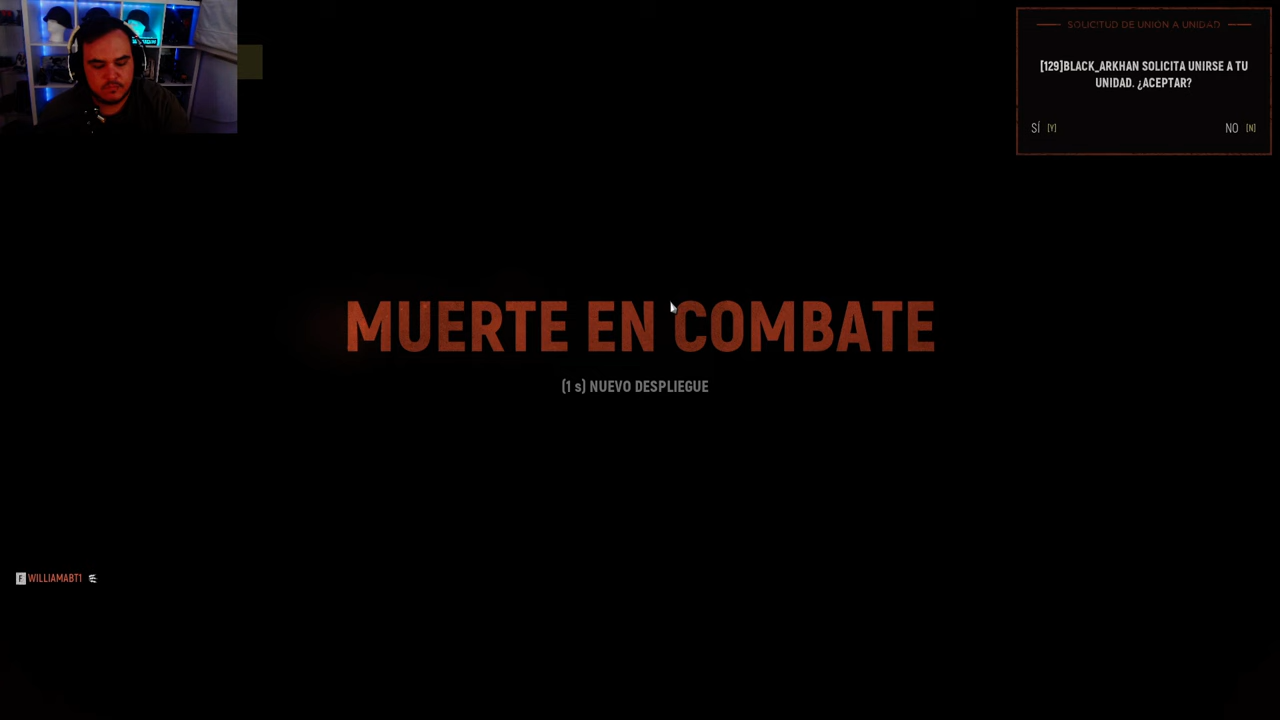 SOLICITUD DE UNION A UNIDAD
[129]BLACK_ARKHAN SOLICITA UNIRSE A TU
UNIDAD. ¿ACEPTAR?
SÍ [Y]
NO [N]
MUERTE EN COMBATE
(1 s) NUEVO DESPLIEGUE
F WILLIAMABT1